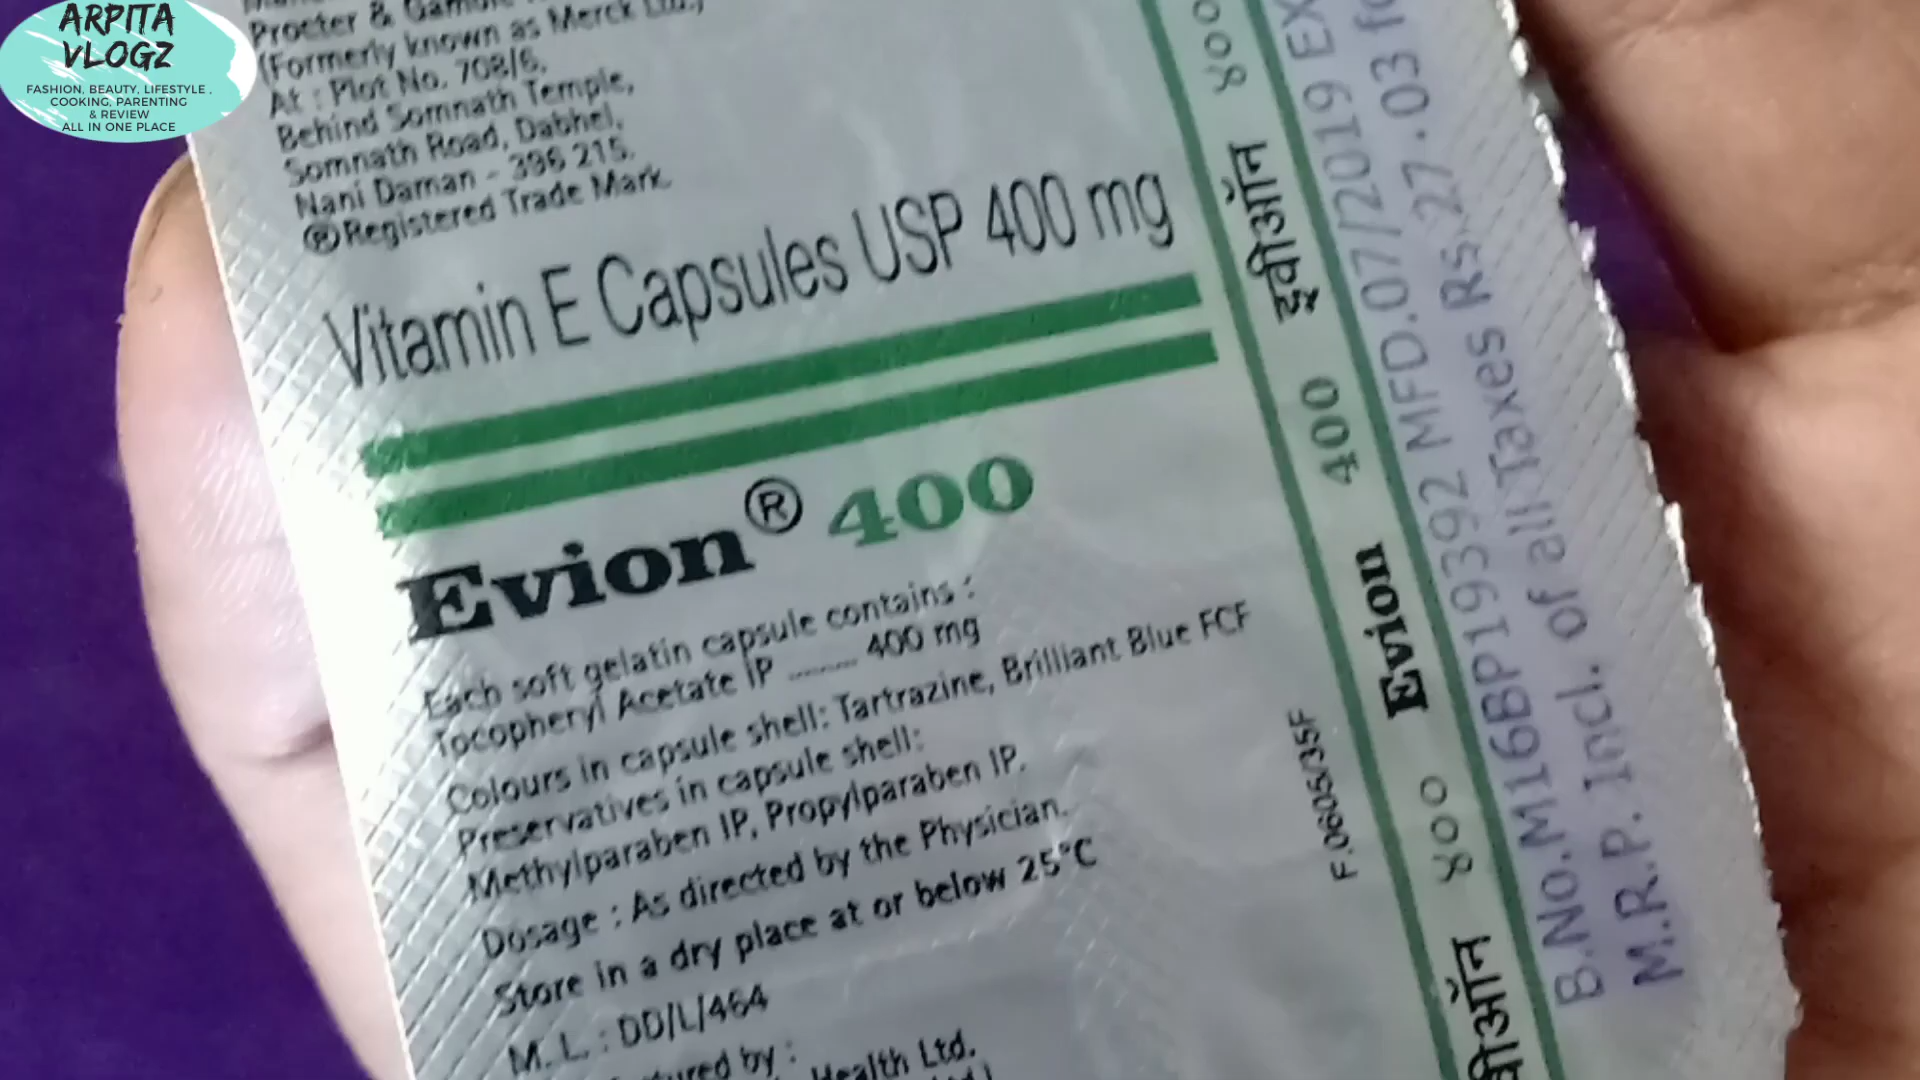 ARPITA
VLOGZ
FASHION, BEAUTY, LIFESTYLE ,
COOKING, PARENTING
& REVIEW
ALL IN ONE PLACE
Procter &
(Formerly known as Merck Ltd.)
At : Plot No. 708/6,
Behind Somnath Temple,
Somnath Road, Dabhel,
Nani Daman - 396 215.
®Registered Trade Mark
Vitamin E Capsules USP 400 mg
Evion® 400
Each soft gelatin capsule contains :
Tocopheryl Acetate IP ........ 400 mg
Colours in capsule shell: Tartrazine, Brilliant Blue FCF
Preservatives in capsule shell:
Methylparaben IP, Propylparaben IP.
Dosage : As directed by the Physician.
Store in a dry place at or below 25°C
M. L. : DD/L/464
by :
Health Ltd.
F.0605/35F
४०० Evion 400 इवीऑन ४००
B.No.M16BP19392 MFD.07/2019 EX
M.R.P. Incl. of all Taxes Rs.27.03 f